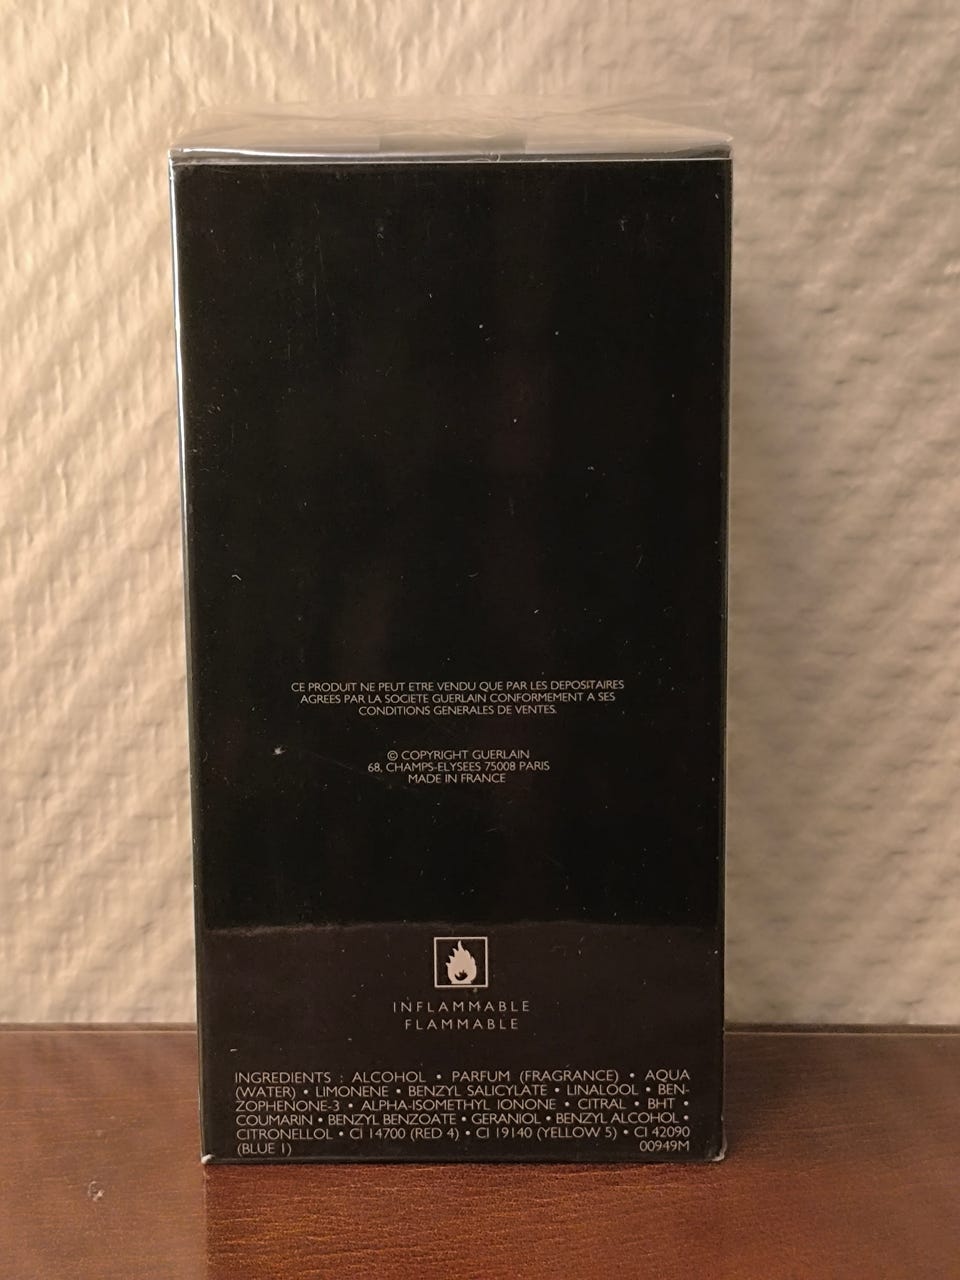 CE PRODUIT NE PEUT ETRE VENDU QUE PAR LES DEPOSITAIRES
AGREES PAR LA SOCIETE GUERLAIN CONFORMEMENT A SES
CONDITIONS GENERALES DE VENTES.
© COPYRIGHT GUERLAIN
68, CHAMPS-ELYSEES 75008 PARIS
MADE IN FRANCE
INFLAMMABLE
FLAMMABLE
INGREDIENTS : ALCOHOL • PARFUM (FRAGRANCE) • AQUA
(WATER) • LIMONENE • BENZYL SALICYLATE • LINALOOL • BEN-
ZOPHENONE-3 • ALPHA-ISOMETHYL IONONE • CITRAL • BHT •
COUMARIN • BENZYL BENZOATE • GERANIOL • BENZYL ALCOHOL •
CITRONELLOL • CI 14700 (RED 4) • CI 19140 (YELLOW 5) • CI 42090
(BLUE 1) 00949M